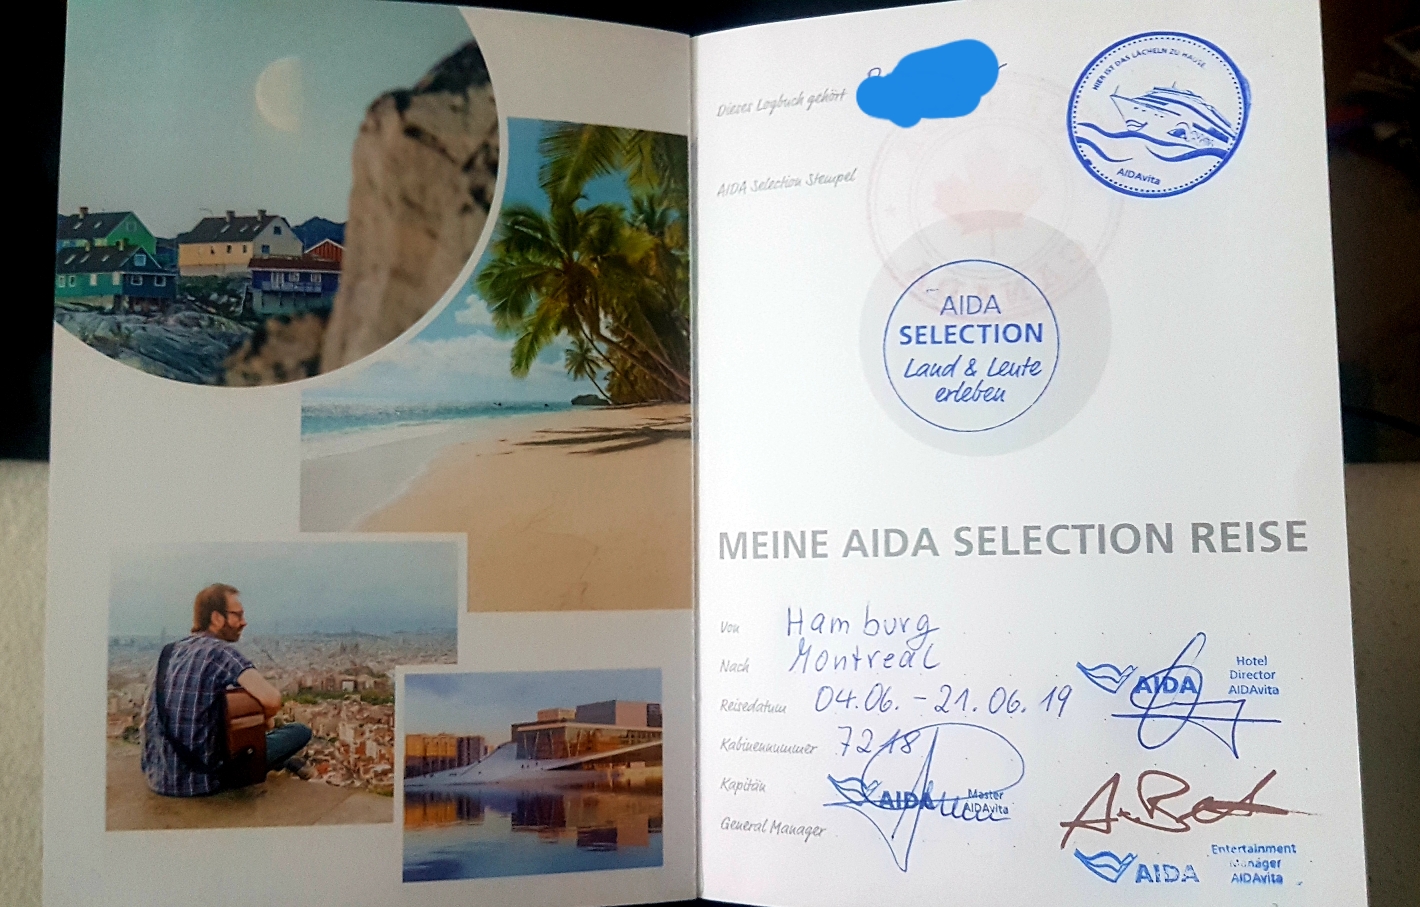 Dieses Logbuch gehört
HIER IST DAS LÄCHELN ZU HAUSE
AIDAvita
AIDA Selection Stempel
AIDA
SELECTION
Land & Leute
erleben
MEINE AIDA SELECTION REISE
Von Hamburg
Nach Montreal
Reisedatum 04.06. - 21.06.19
Kabinennummer 7218
Kapitän
General Manager
AIDA
Hotel
Director
AIDAvita
AIDA
Master
AIDAvita
AIDA
Entertainment
Manager
AIDAvita